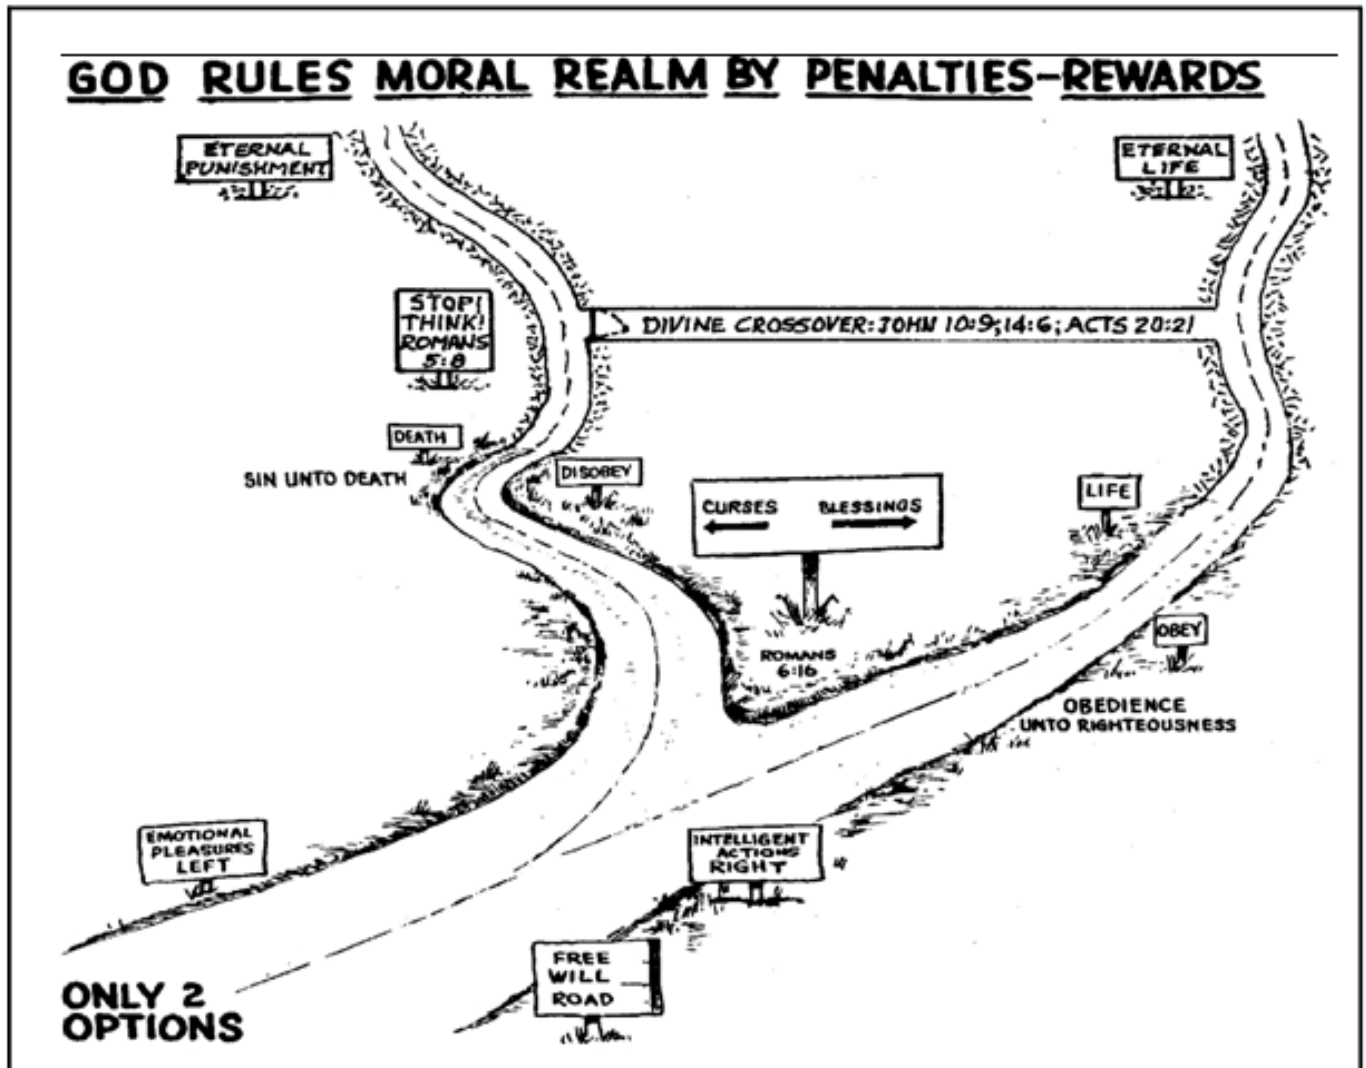 GOD RULES MORAL REALM BY PENALTIES-REWARDS
ETERNAL
PUNISHMENT
ETERNAL
LIFE
STOP!
THINK!
ROMANS
5:8
DIVINE CROSSOVER: JOHN 10:9; 14:6; ACTS 20:21
DEATH
SIN UNTO DEATH
DISOBEY
CURSES BLESSINGS
LIFE
ROMANS
6:16
OBEY
OBEDIENCE
UNTO RIGHTEOUSNESS
EMOTIONAL
PLEASURES
LEFT
INTELLIGENT
ACTIONS
RIGHT
FREE
WILL
ROAD
ONLY 2
OPTIONS